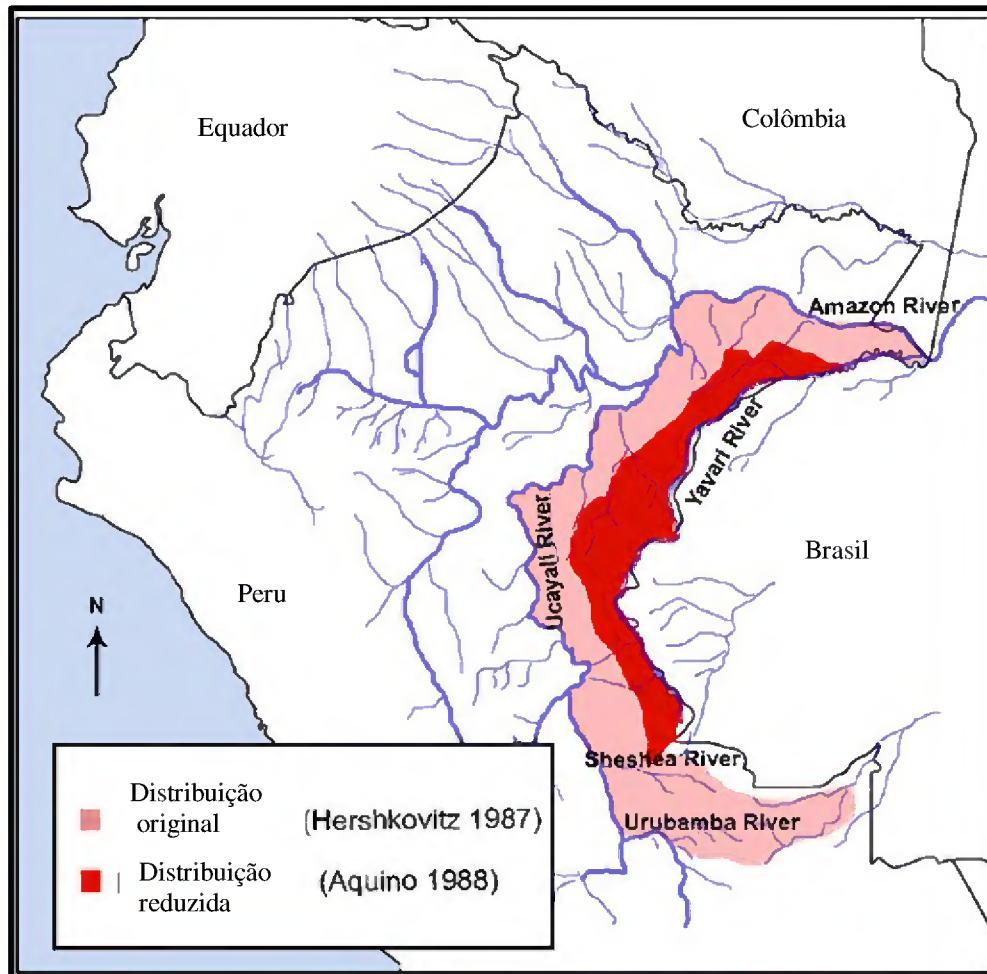 Equador
Colômbia
Amazon River
Yavari River
Ucayali River
Brasil
Peru
N
Sheshea River
Urubamba River
Distribuição
original
(Hershkovitz 1987)
Distribuição
reduzida
(Aquino 1988)